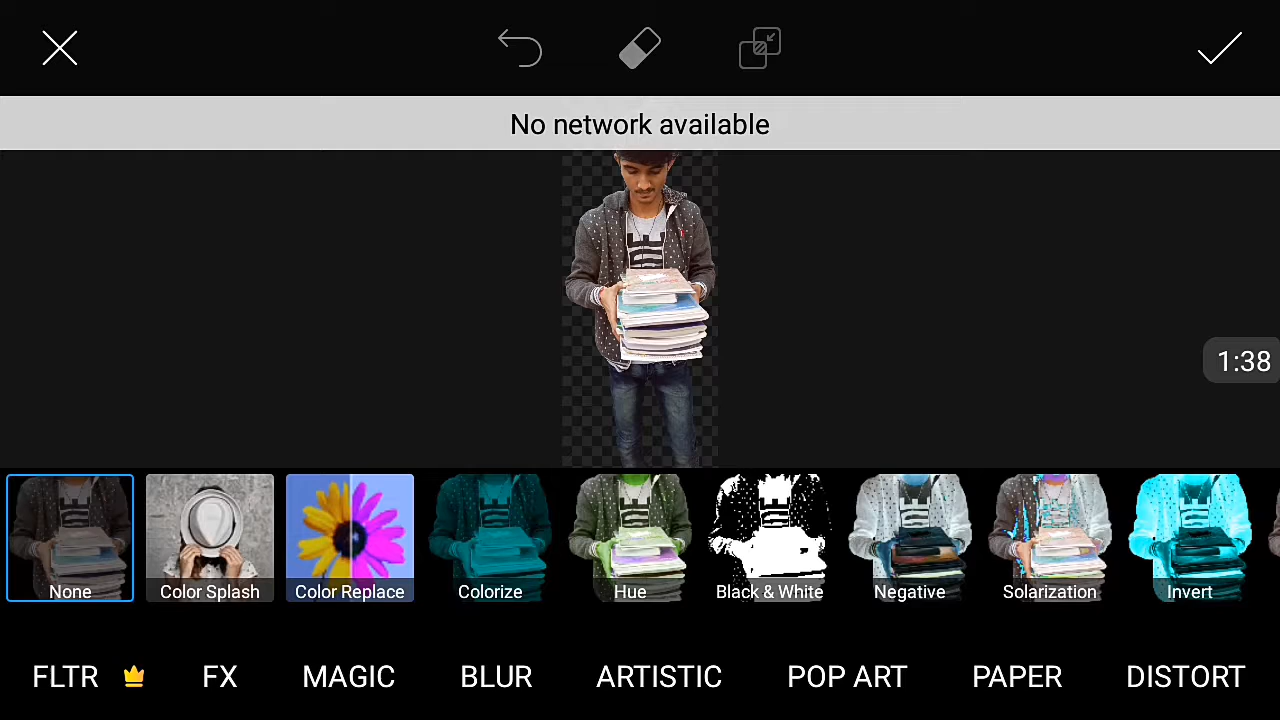 No network available
1:38
None
Color Splash
Color Replace
Colorize
Hue
Black & White
Negative
Solarization
Invert
FLTR FX MAGIC BLUR ARTISTIC POP ART PAPER DISTORT